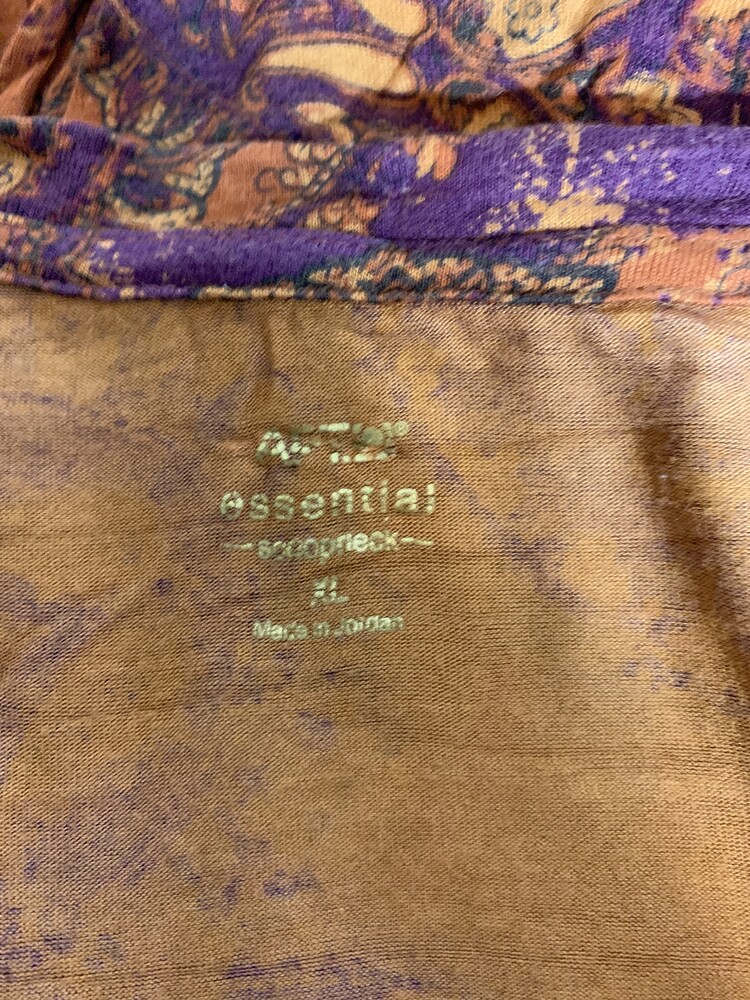 ®
essential
scoopneck
XL
Made in Jordan